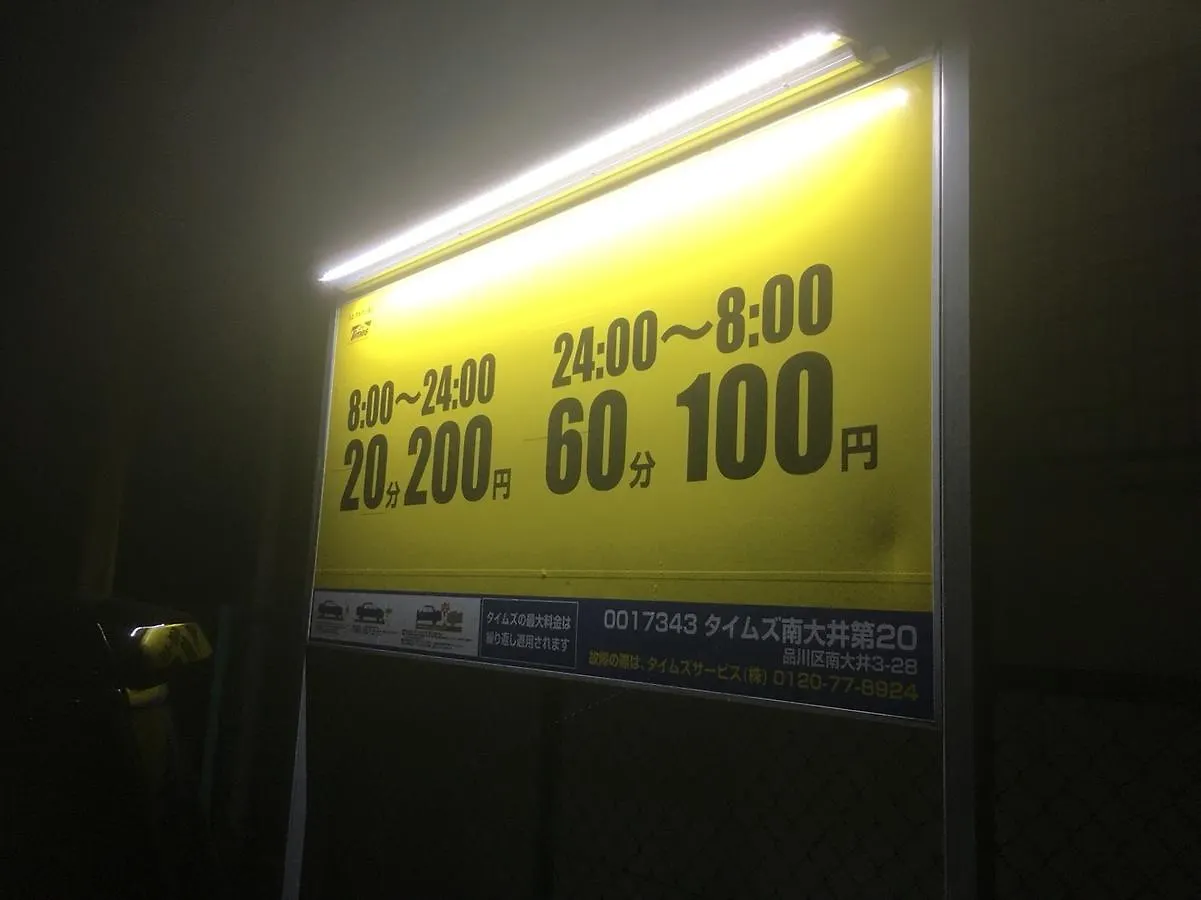 Times
8:00～24:00
20分200円
24:00～8:00
60分100円
タイムズの最大料金は
繰り返し適用されます
0017343 タイムズ南大井第20
品川区南大井3-28
故障の際は、タイムズサービス(株) 0120-77-8924